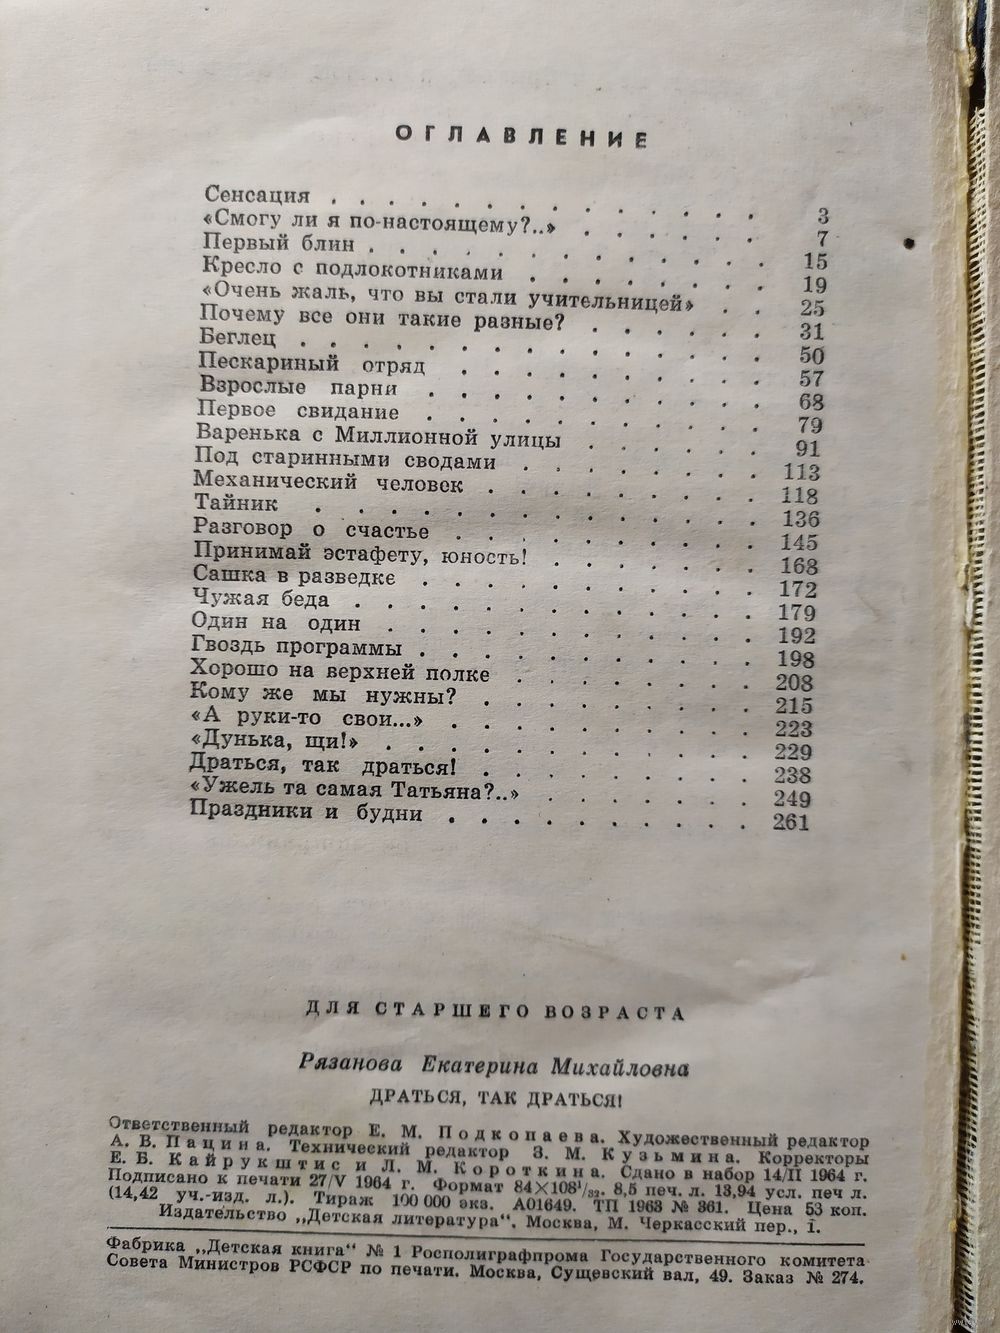 ОГЛАВЛЕНИЕ
Сенсация . . . . . . . . . . . . . . 3
«Смогу ли я по-настоящему?..» . . . . . . 7
Первый блин . . . . . . . . . . . . . 15
Кресло с подлокотниками . . . . . . . . 19
«Очень жаль, что вы стали учительницей» . . 25
Почему все они такие разные? . . . . . . 31
Беглец . . . . . . . . . . . . . . . 50
Пескариный отряд . . . . . . . . . . 57
Взрослые парни . . . . . . . . . . . 68
Первое свидание . . . . . . . . . . . 79
Варенька с Миллионной улицы . . . . . . 91
Под старинными сводами . . . . . . . . 113
Механический человек . . . . . . . . . 118
Тайник . . . . . . . . . . . . . . 136
Разговор о счастье . . . . . . . . . . 145
Принимай эстафету, юность! . . . . . . . 168
Сашка в разведке . . . . . . . . . . . 172
Чужая беда . . . . . . . . . . . . . 179
Один на один . . . . . . . . . . . . 192
Гвоздь программы . . . . . . . . . . . 198
Хорошо на верхней полке . . . . . . . . 208
Кому же мы нужны? . . . . . . . . . 215
«А руки-то свои...» . . . . . . . . . . 223
«Дунька, щи!» . . . . . . . . . . . . 229
Драться, так драться! . . . . . . . . . 238
«Ужель та самая Татьяна?..» . . . . . . . 249
Праздники и будни . . . . . . . . . . 261
ДЛЯ СТАРШЕГО ВОЗРАСТА
Рязанова Екатерина Михайловна
ДРАТЬСЯ, ТАК ДРАТЬСЯ!
Ответственный редактор Е. М. Подкопаева. Художественный редактор
А. В. Пацина. Технический редактор З. М. Кузьмина. Корректоры
Е. Б. Кайрукштис и Л. М. Короткина. Сдано в набор 14/II 1964 г.
Подписано к печати 27/V 1964 г. Формат 84×108¹/₃₂. 8,5 печ. л. 13,94 усл. печ л.
(14,42 уч.-изд. л.). Тираж 100 000 экз. А01649. ТП 1963 № 361. Цена 53 коп.
Издательство „Детская литература“. Москва, М. Черкасский пер., 1.
Фабрика „Детская книга“ № 1 Росполиграфпрома Государственного комитета
Совета Министров РСФСР по печати. Москва, Сущевский вал, 49. Заказ № 274.